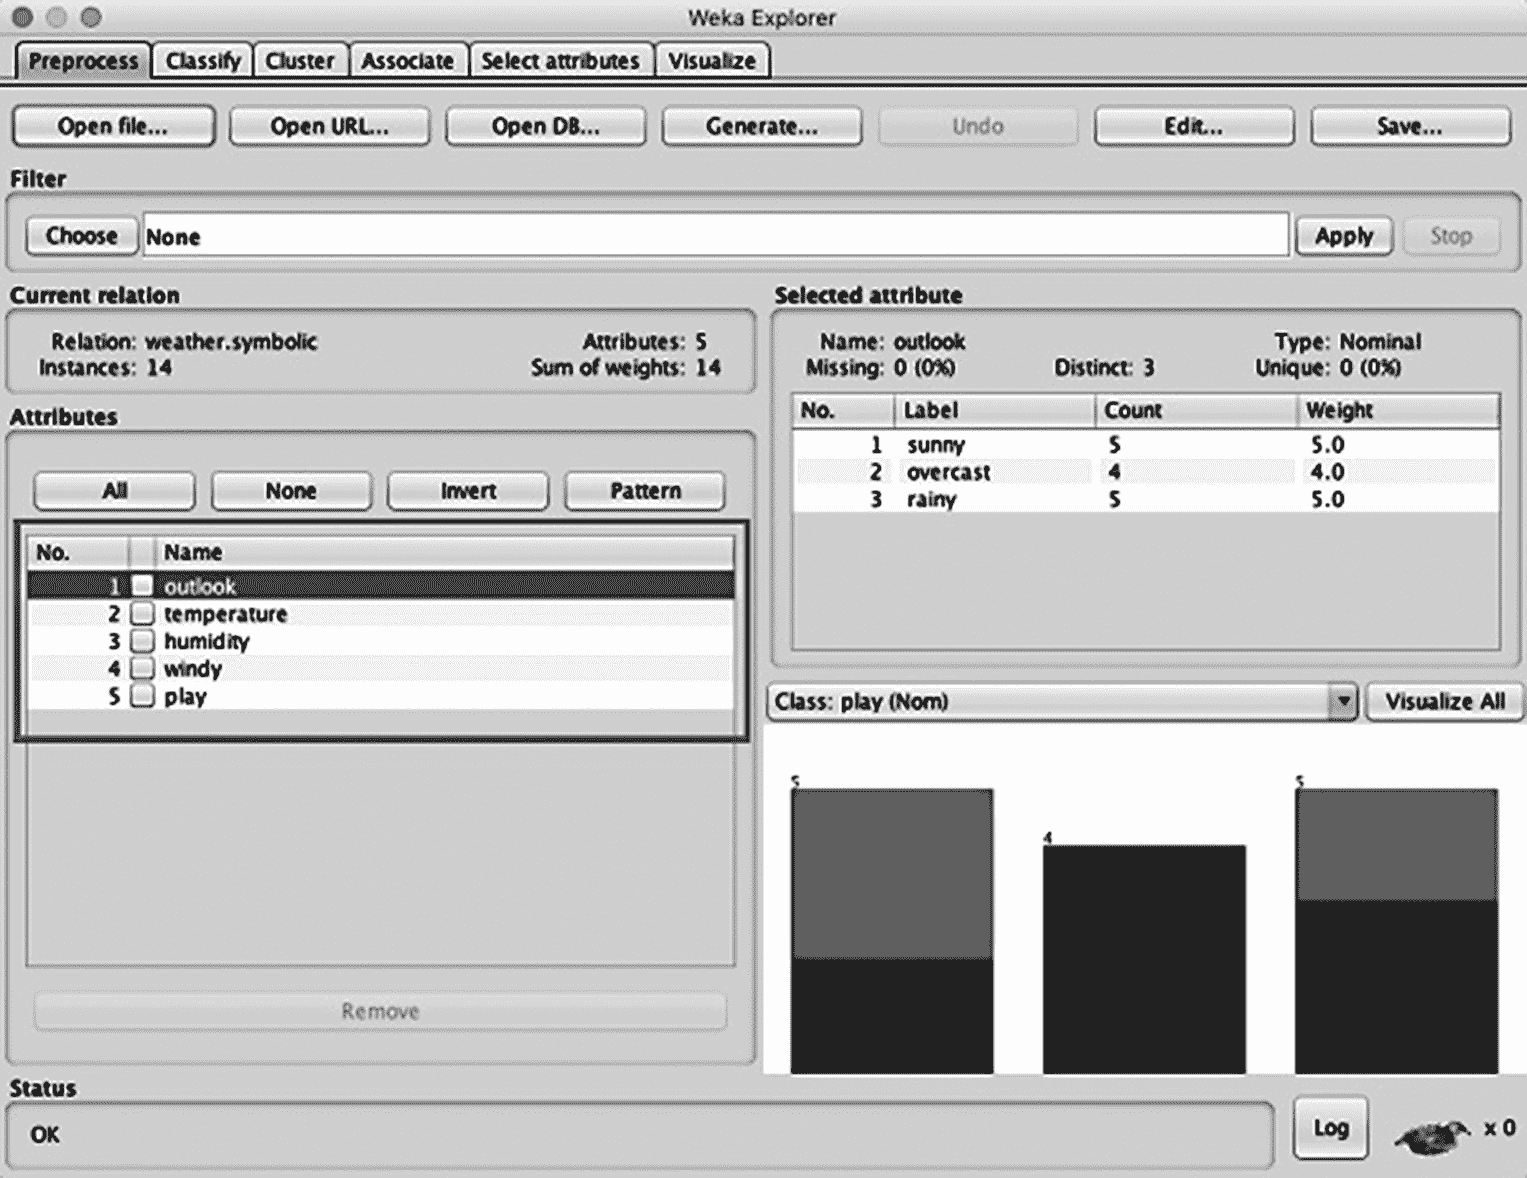 Weka Explorer
Preprocess Classify Cluster Associate Select attributes Visualize
Open file... Open URL... Open DB... Generate... Undo Edit... Save...
Filter
Choose None Apply Stop
Current relation
Relation: weather.symbolic Attributes: 5
Instances: 14 Sum of weights: 14
Attributes
All None Invert Pattern
No. Name
1 outlook
2 temperature
3 humidity
4 windy
5 play
Remove
Selected attribute
Name: outlook Type: Nominal
Missing: 0 (0%) Distinct: 3 Unique: 0 (0%)
No. Label Count Weight
1 sunny 5 5.0
2 overcast 4 4.0
3 rainy 5 5.0
Class: play (Nom) Visualize All
5 4 5
Status
OK Log x 0